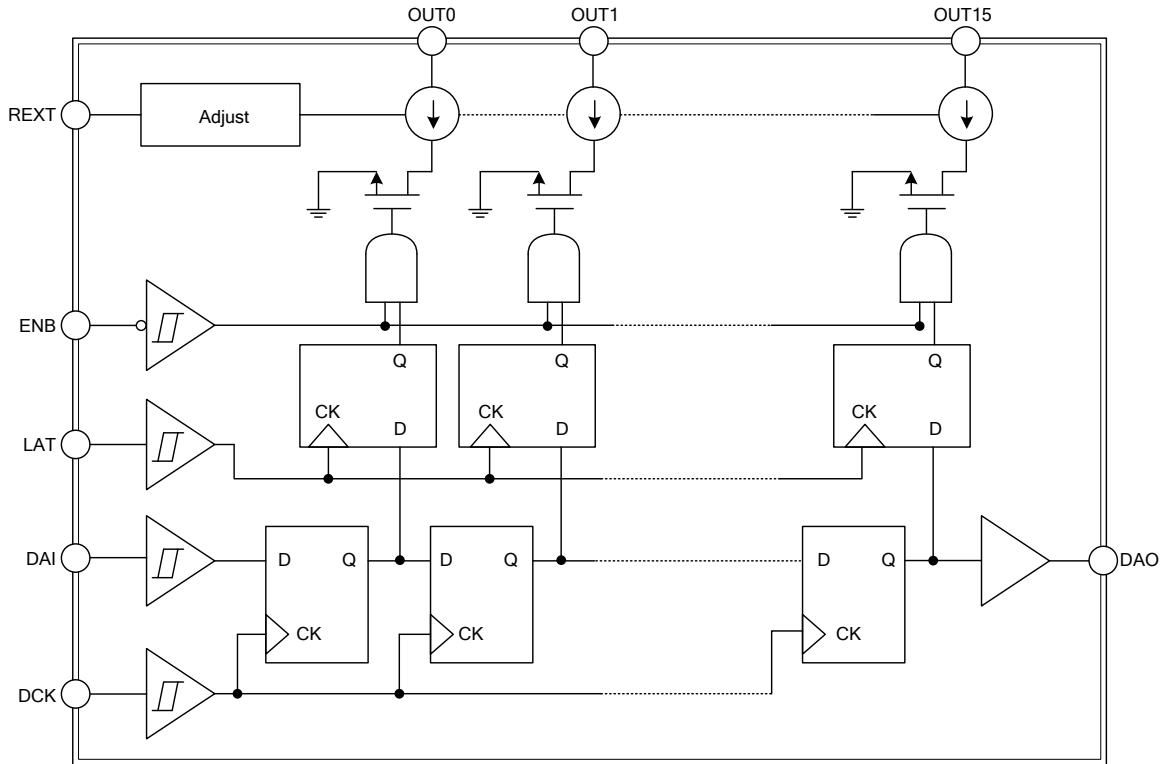 OUT0 OUT1 OUT15
REXT Adjust
ENB
Q Q Q
CK CK CK
D D D
LAT
DAI D Q D Q D Q DAO
CK CK CK
DCK